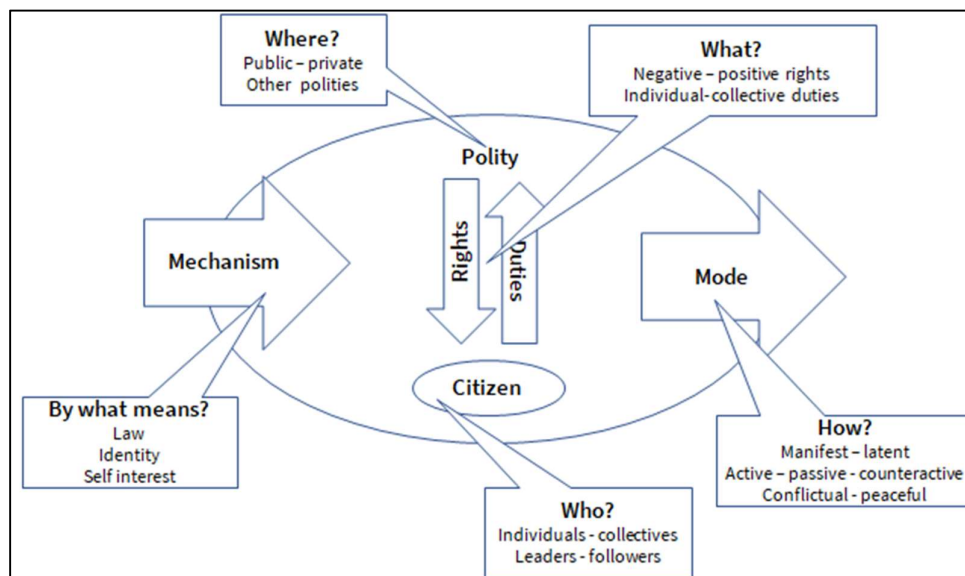 Where?
Public – private
Other polities
What?
Negative – positive rights
Individual-collective duties
Polity
Mechanism
Rights
Duties
Mode
Citizen
By what means?
Law
Identity
Self interest
How?
Manifest – latent
Active – passive - counteractive
Conflictual - peaceful
Who?
Individuals - collectives
Leaders - followers